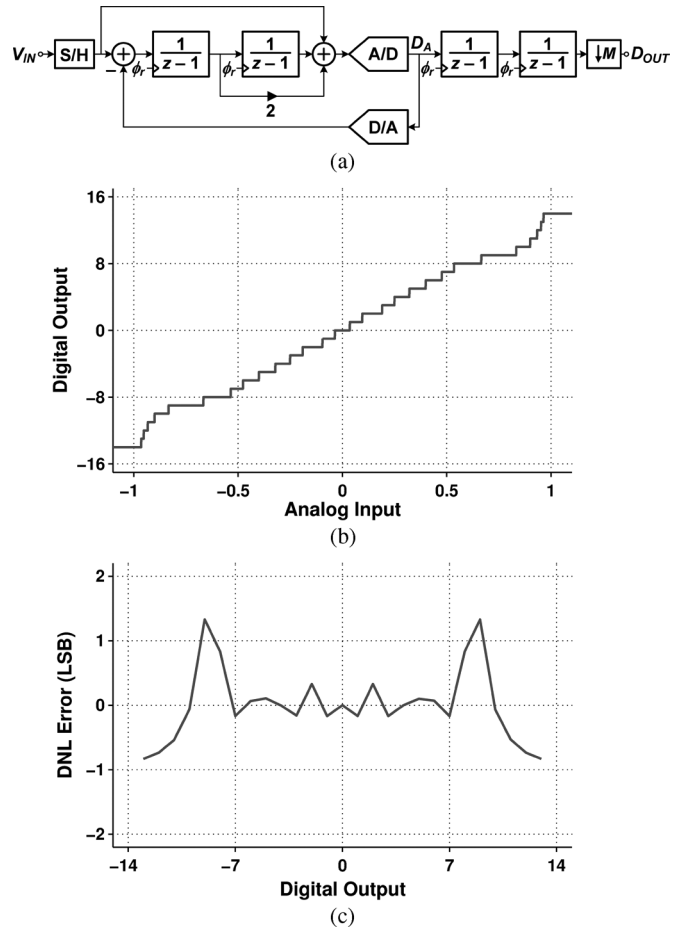 V_IN S/H + − ϕ_r 1/(z − 1) ϕ_r 1/(z − 1) + A/D D_A ϕ_r 1/(z − 1) ϕ_r 1/(z − 1) ↓M D_OUT
2
D/A
(a)
Digital Output
16
8
0
−8
−16
−1 −0.5 0 0.5 1
Analog Input
(b)
DNL Error (LSB)
2
1
0
−1
−2
−14 −7 0 7 14
Digital Output
(c)